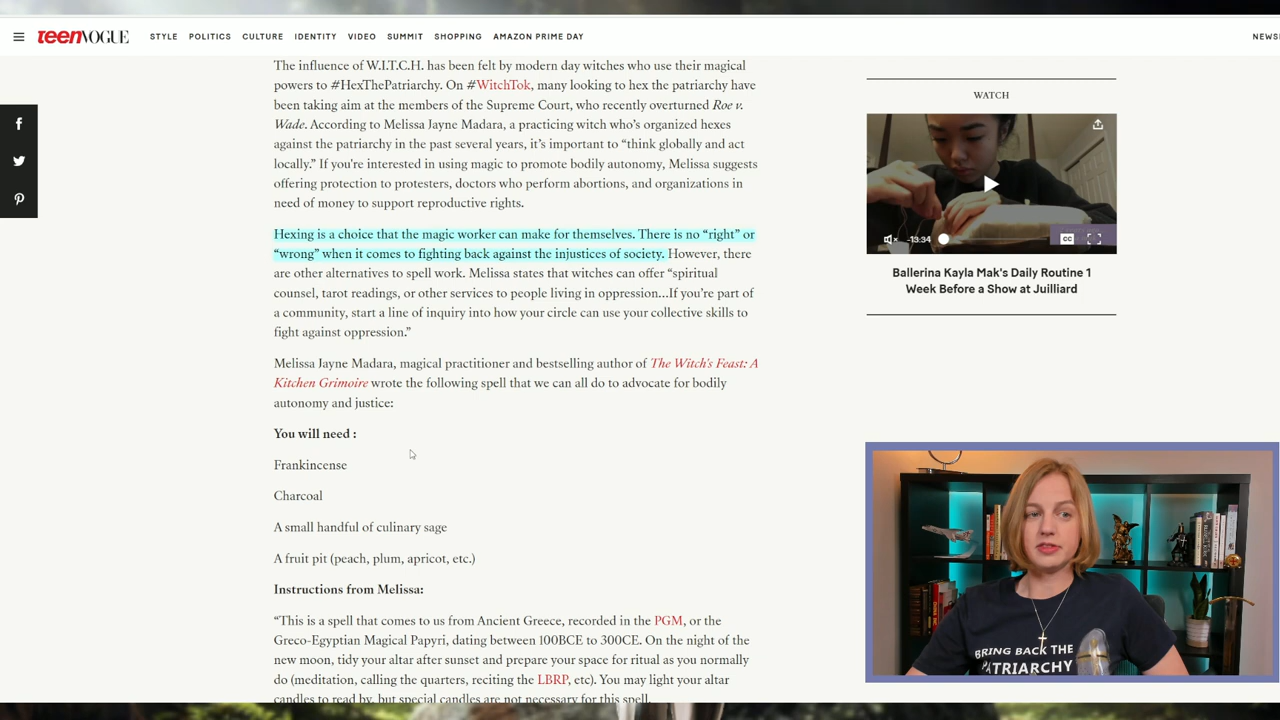 teenVOGUE
STYLE POLITICS CULTURE IDENTITY VIDEO SUMMIT SHOPPING AMAZON PRIME DAY
NEWS
The influence of W.I.T.C.H. has been felt by modern day witches who use their magical
powers to #HexThePatriarchy. On #WitchTok, many looking to hex the patriarchy have
been taking aim at the members of the Supreme Court, who recently overturned Roe v.
Wade. According to Melissa Jayne Madara, a practicing witch who's organized hexes
against the patriarchy in the past several years, it's important to “think globally and act
locally.” If you're interested in using magic to promote bodily autonomy, Melissa suggests
offering protection to protesters, doctors who perform abortions, and organizations in
need of money to support reproductive rights.
Hexing is a choice that the magic worker can make for themselves. There is no “right” or
“wrong” when it comes to fighting back against the injustices of society. However, there
are other alternatives to spell work. Melissa states that witches can offer “spiritual
counsel, tarot readings, or other services to people living in oppression...If you're part of
a community, start a line of inquiry into how your circle can use your collective skills to
fight against oppression.”
Melissa Jayne Madara, magical practitioner and bestselling author of The Witch's Feast: A
Kitchen Grimoire wrote the following spell that we can all do to advocate for bodily
autonomy and justice:
You will need :
Frankincense
Charcoal
A small handful of culinary sage
A fruit pit (peach, plum, apricot, etc.)
Instructions from Melissa:
“This is a spell that comes to us from Ancient Greece, recorded in the PGM, or the
Greco-Egyptian Magical Papyri, dating between 100BCE to 300CE. On the night of the
new moon, tidy your altar after sunset and prepare your space for ritual as you normally
do (meditation, calling the quarters, reciting the LBRP, etc). You may light your altar
candles to read by, but special candles are not necessary for this spell.
WATCH
-13:34
CC
Ballerina Kayla Mak's Daily Routine 1
Week Before a Show at Juilliard
BRING BACK THE
PATRIARCHY